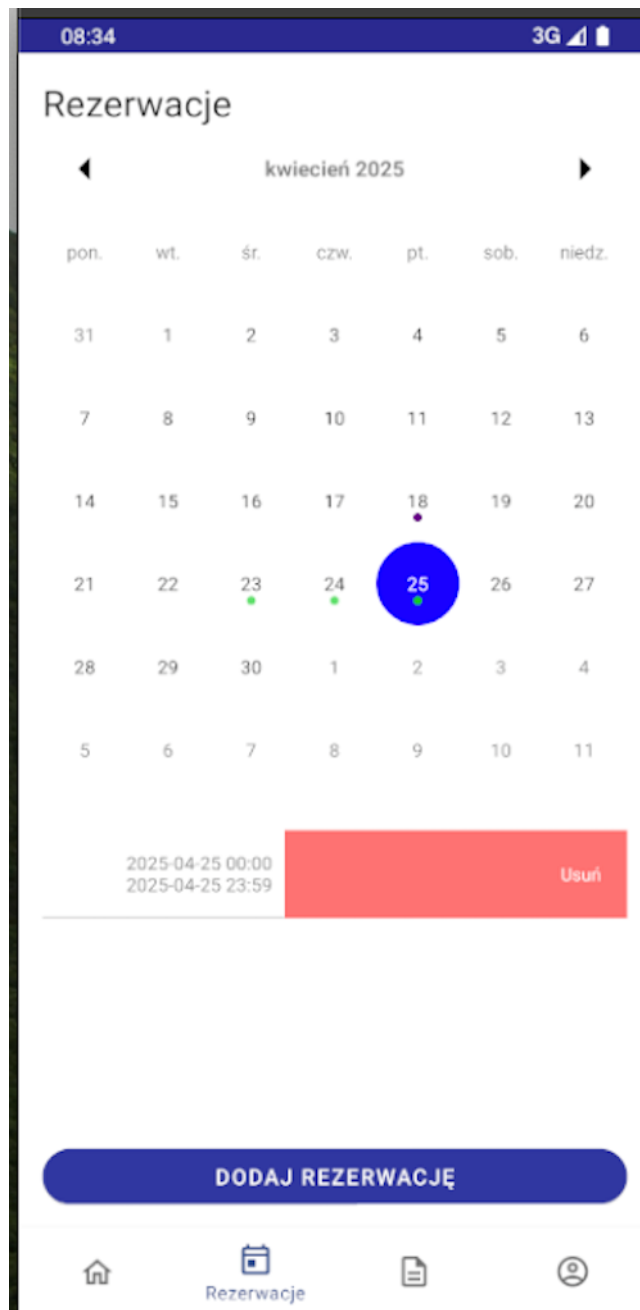 08:34 3G
Rezerwacje
kwiecień 2025
pon. wt. śr. czw. pt. sob. niedz.
31 1 2 3 4 5 6
7 8 9 10 11 12 13
14 15 16 17 18 19 20
21 22 23 24 25 26 27
28 29 30 1 2 3 4
5 6 7 8 9 10 11
2025-04-25 00:00
2025-04-25 23:59
Usuń
DODAJ REZERWACJĘ
Rezerwacje